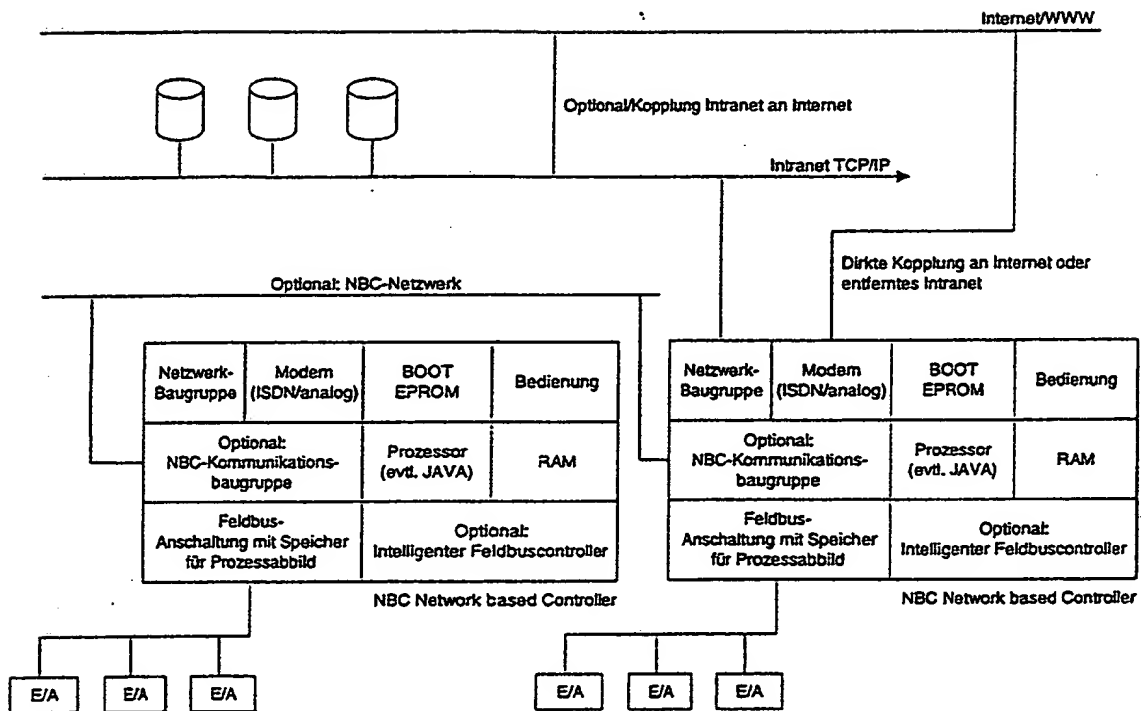 Internet/WWW
Optional/Kopplung Intranet an Internet
Intranet TCP/IP
Dirkte Kopplung an Internet oder
entferntes Intranet
Optional: NBC-Netzwerk
Netzwerk-
Baugruppe
Modem
(ISDN/analog)
BOOT
EPROM
Bedienung
Optional:
NBC-Kommunikations-
baugruppe
Prozessor
(evtl. JAVA)
RAM
Feldbus-
Anschaltung mit Speicher
für Prozessabbild
Optional:
Intelligenter Feldbuscontroller
NBC Network based Controller
E/A
E/A
E/A
Netzwerk-
Baugruppe
Modem
(ISDN/analog)
BOOT
EPROM
Bedienung
Optional:
NBC-Kommunikations-
baugruppe
Prozessor
(evtl. JAVA)
RAM
Feldbus-
Anschaltung mit Speicher
für Prozessabbild
Optional:
Intelligenter Feldbuscontroller
NBC Network based Controller
E/A
E/A
E/A